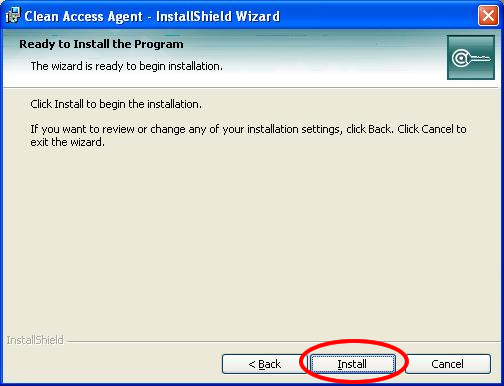 Clean Access Agent - InstallShield Wizard
Ready to Install the Program
The wizard is ready to begin installation.
Click Install to begin the installation.
If you want to review or change any of your installation settings, click Back. Click Cancel to
exit the wizard.
InstallShield
< Back
Install
Cancel